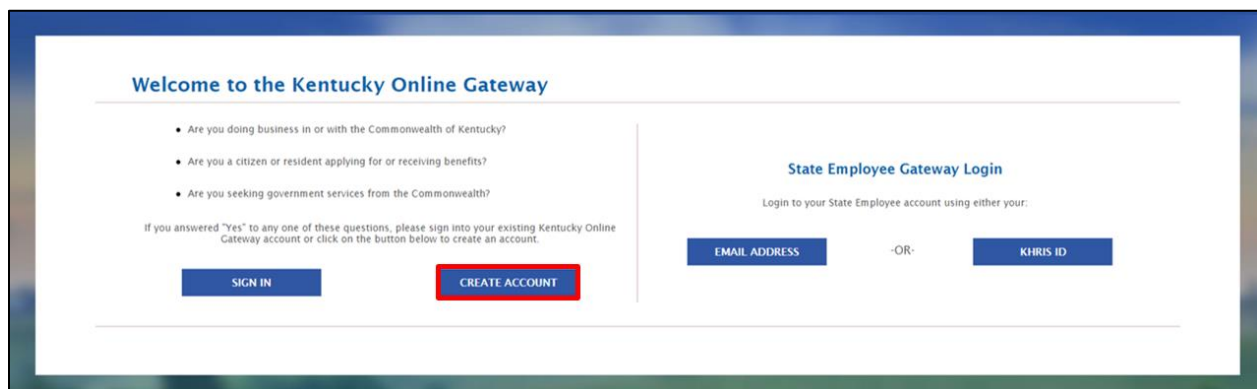 Welcome to the Kentucky Online Gateway
• Are you doing business in or with the Commonwealth of Kentucky?
• Are you a citizen or resident applying for or receiving benefits?
• Are you seeking government services from the Commonwealth?
If you answered "Yes" to any one of these questions, please sign into your existing Kentucky Online
Gateway account or click on the button below to create an account.
SIGN IN
CREATE ACCOUNT
State Employee Gateway Login
Login to your State Employee account using either your:
EMAIL ADDRESS
-OR-
KHRIS ID